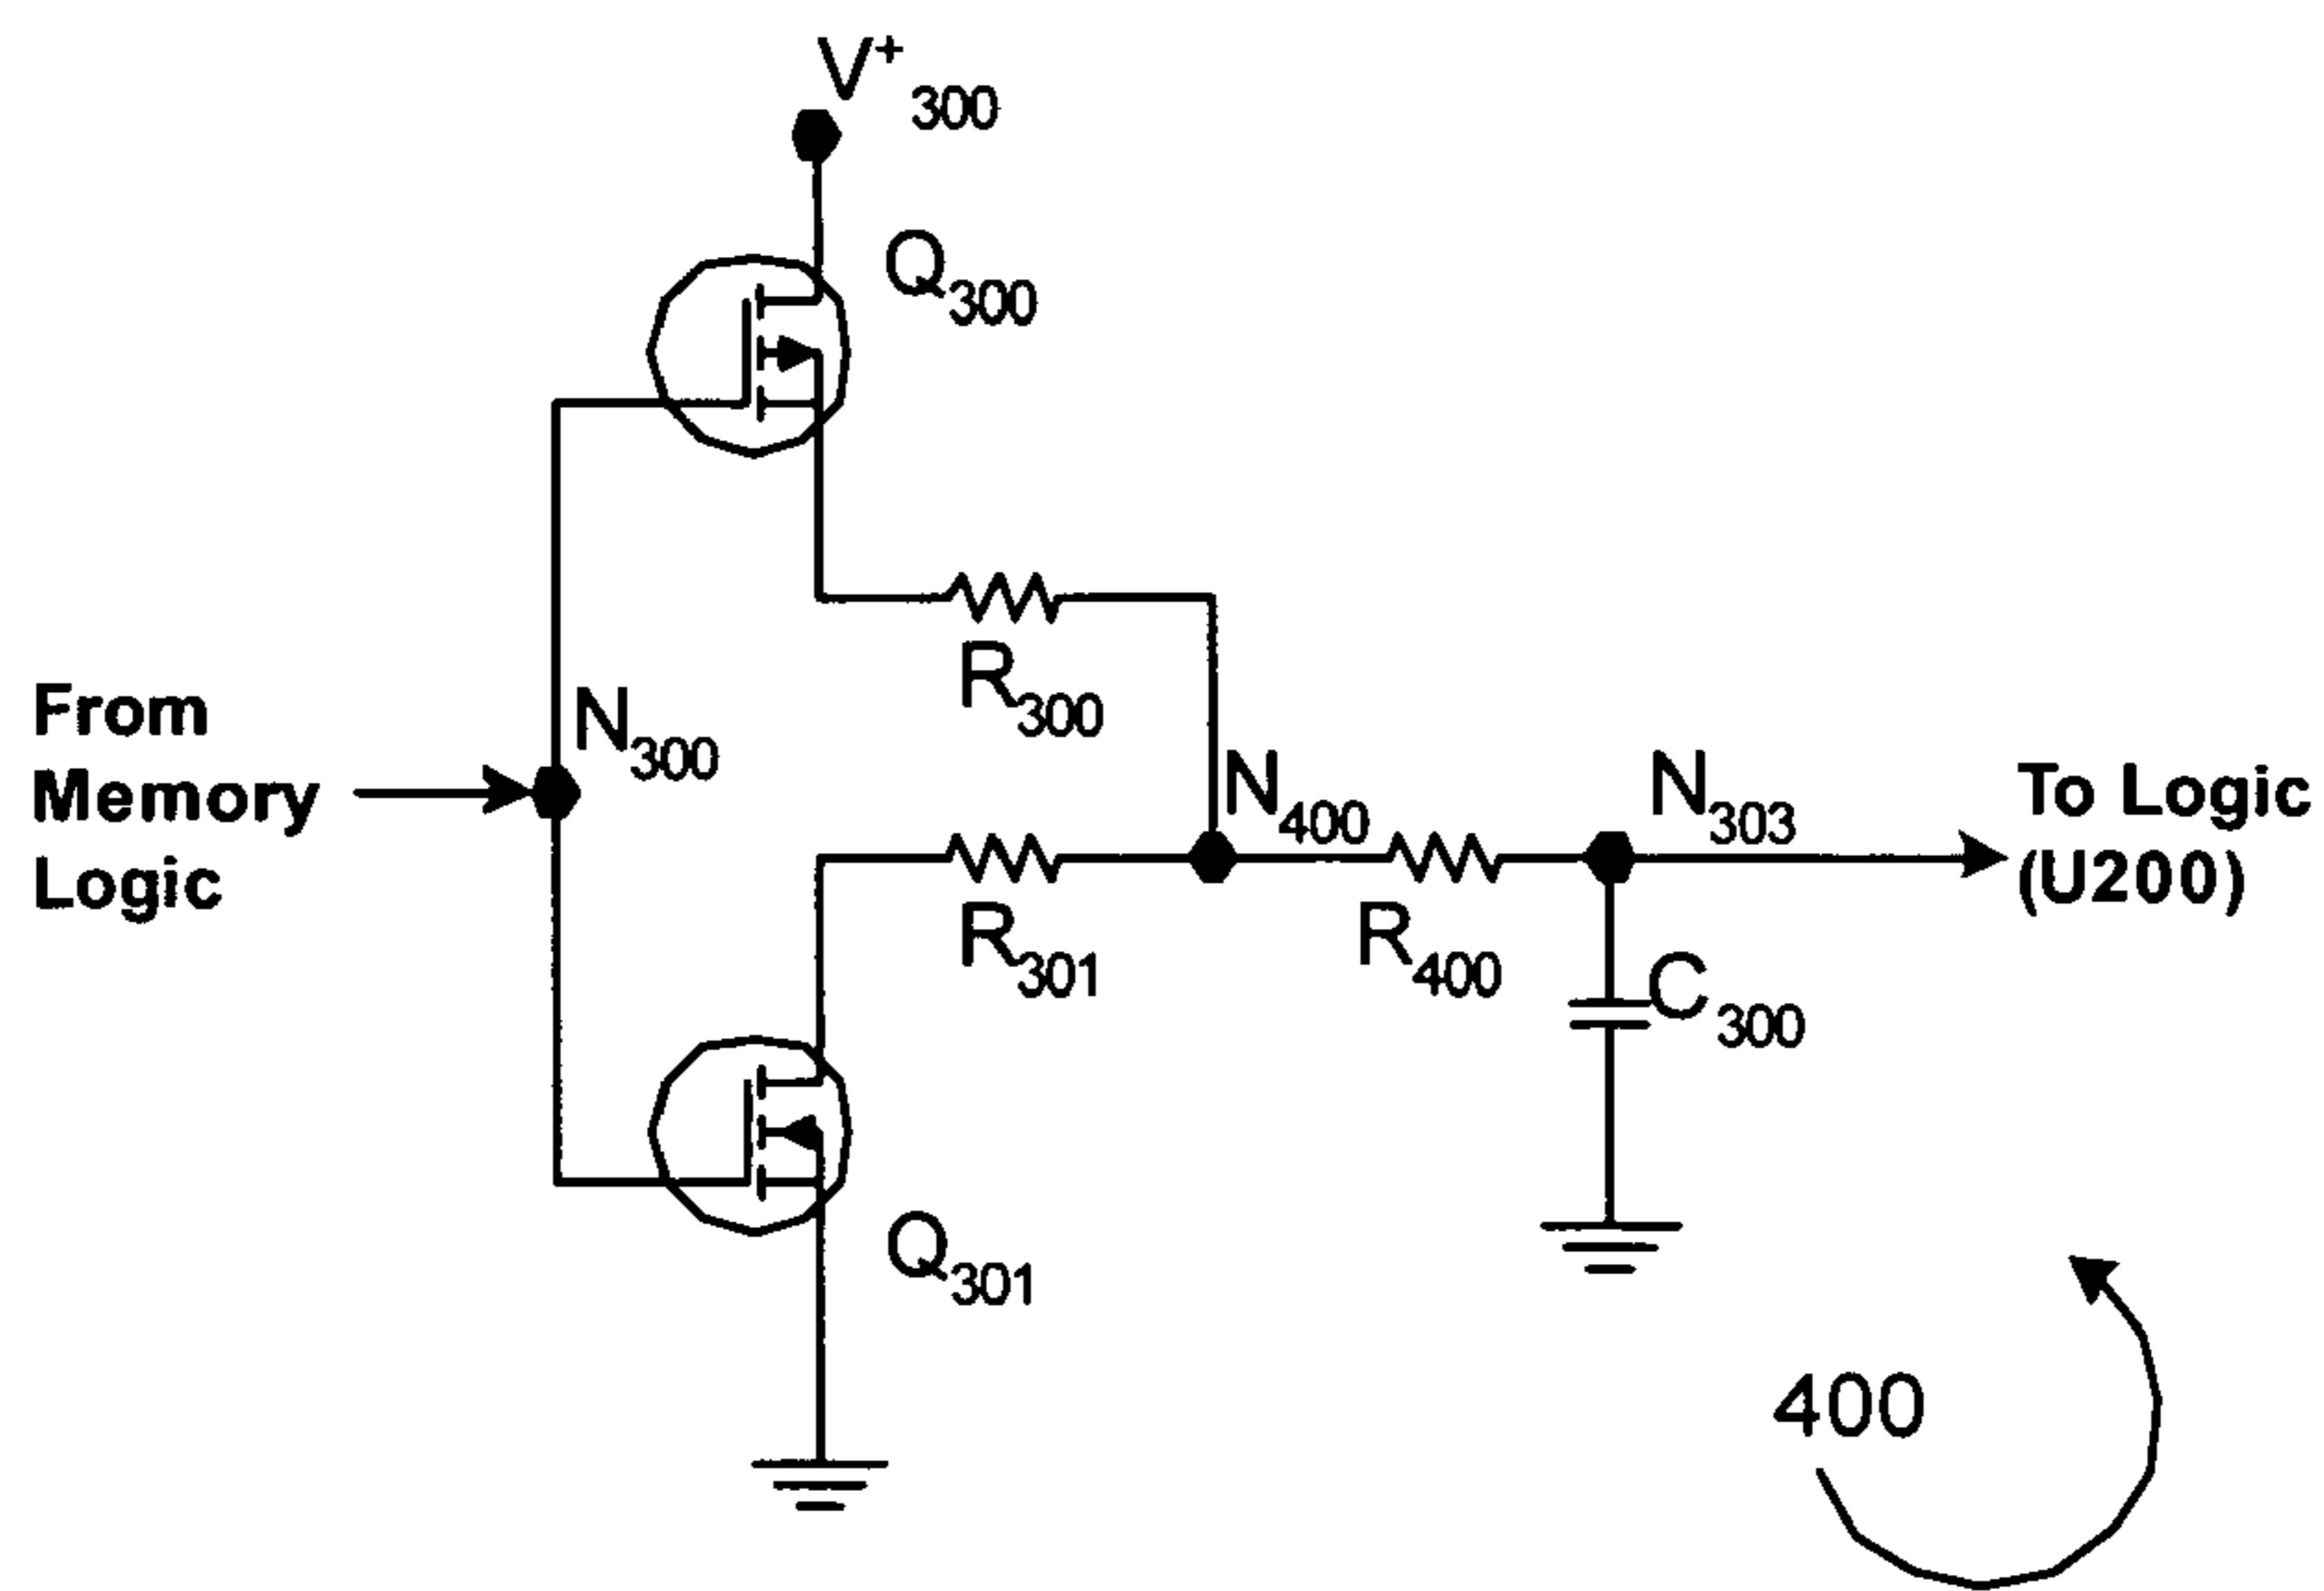 V+300
Q300
R300
From
Memory
Logic
N300
N400
N303
To Logic
(U200)
R301
R400
C300
Q301
400